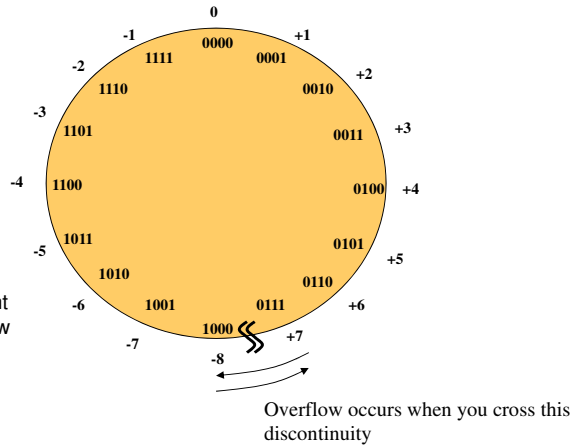 0
-1 0000 +1
1111 0001
-2 +2
1110 0010
-3 +3
1101 0011
-4 1100 0100 +4
1011 0101
-5 +5
1010 0110
-6 1001 0111 +6
1000
-7 +7
-8
Overflow occurs when you cross this
discontinuity